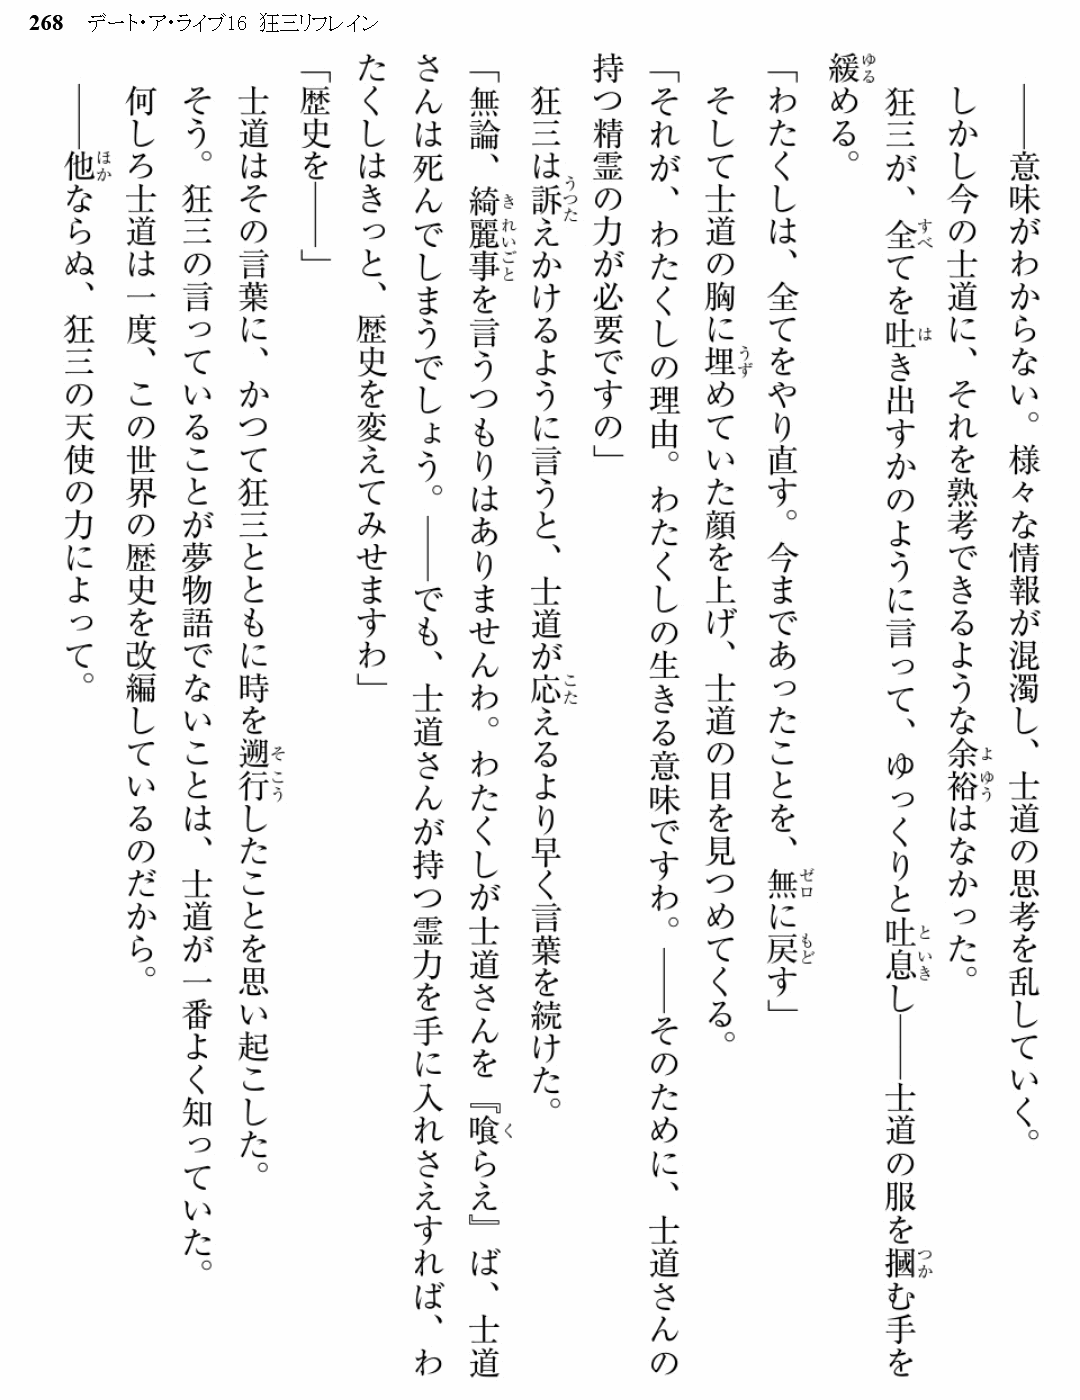 268 デート・ア・ライブ16 狂三リフレイン
――意味がわからない。様々な情報が混濁し、士道の思考を乱していく。
しかし今の士道に、それを熟考できるような余裕はなかった。
狂三が、全てを吐き出すかのように言って、ゆっくりと吐息し――士道の服を摑む手を
緩める。
「わたくしは、全てをやり直す。今まであったことを、無に戻す」
そして士道の胸に埋めていた顔を上げ、士道の目を見つめてくる。
「それが、わたくしの理由。わたくしの生きる意味ですわ。――そのために、士道さんの
持つ精霊の力が必要ですの」
狂三は訴えかけるように言うと、士道が応えるより早く言葉を続けた。
「無論、綺麗事を言うつもりはありませんわ。わたくしが士道さんを『喰らえ』ば、士道
さんは死んでしまうでしょう。――でも、士道さんが持つ霊力を手に入れさえすれば、わ
たくしはきっと、歴史を変えてみせますわ」
「歴史を――」
士道はその言葉に、かつて狂三とともに時を遡行したことを思い起こした。
そう。狂三の言っていることが夢物語でないことは、士道が一番よく知っていた。
何しろ士道は一度、この世界の歴史を改編しているのだから。
――他ならぬ、狂三の天使の力によって。